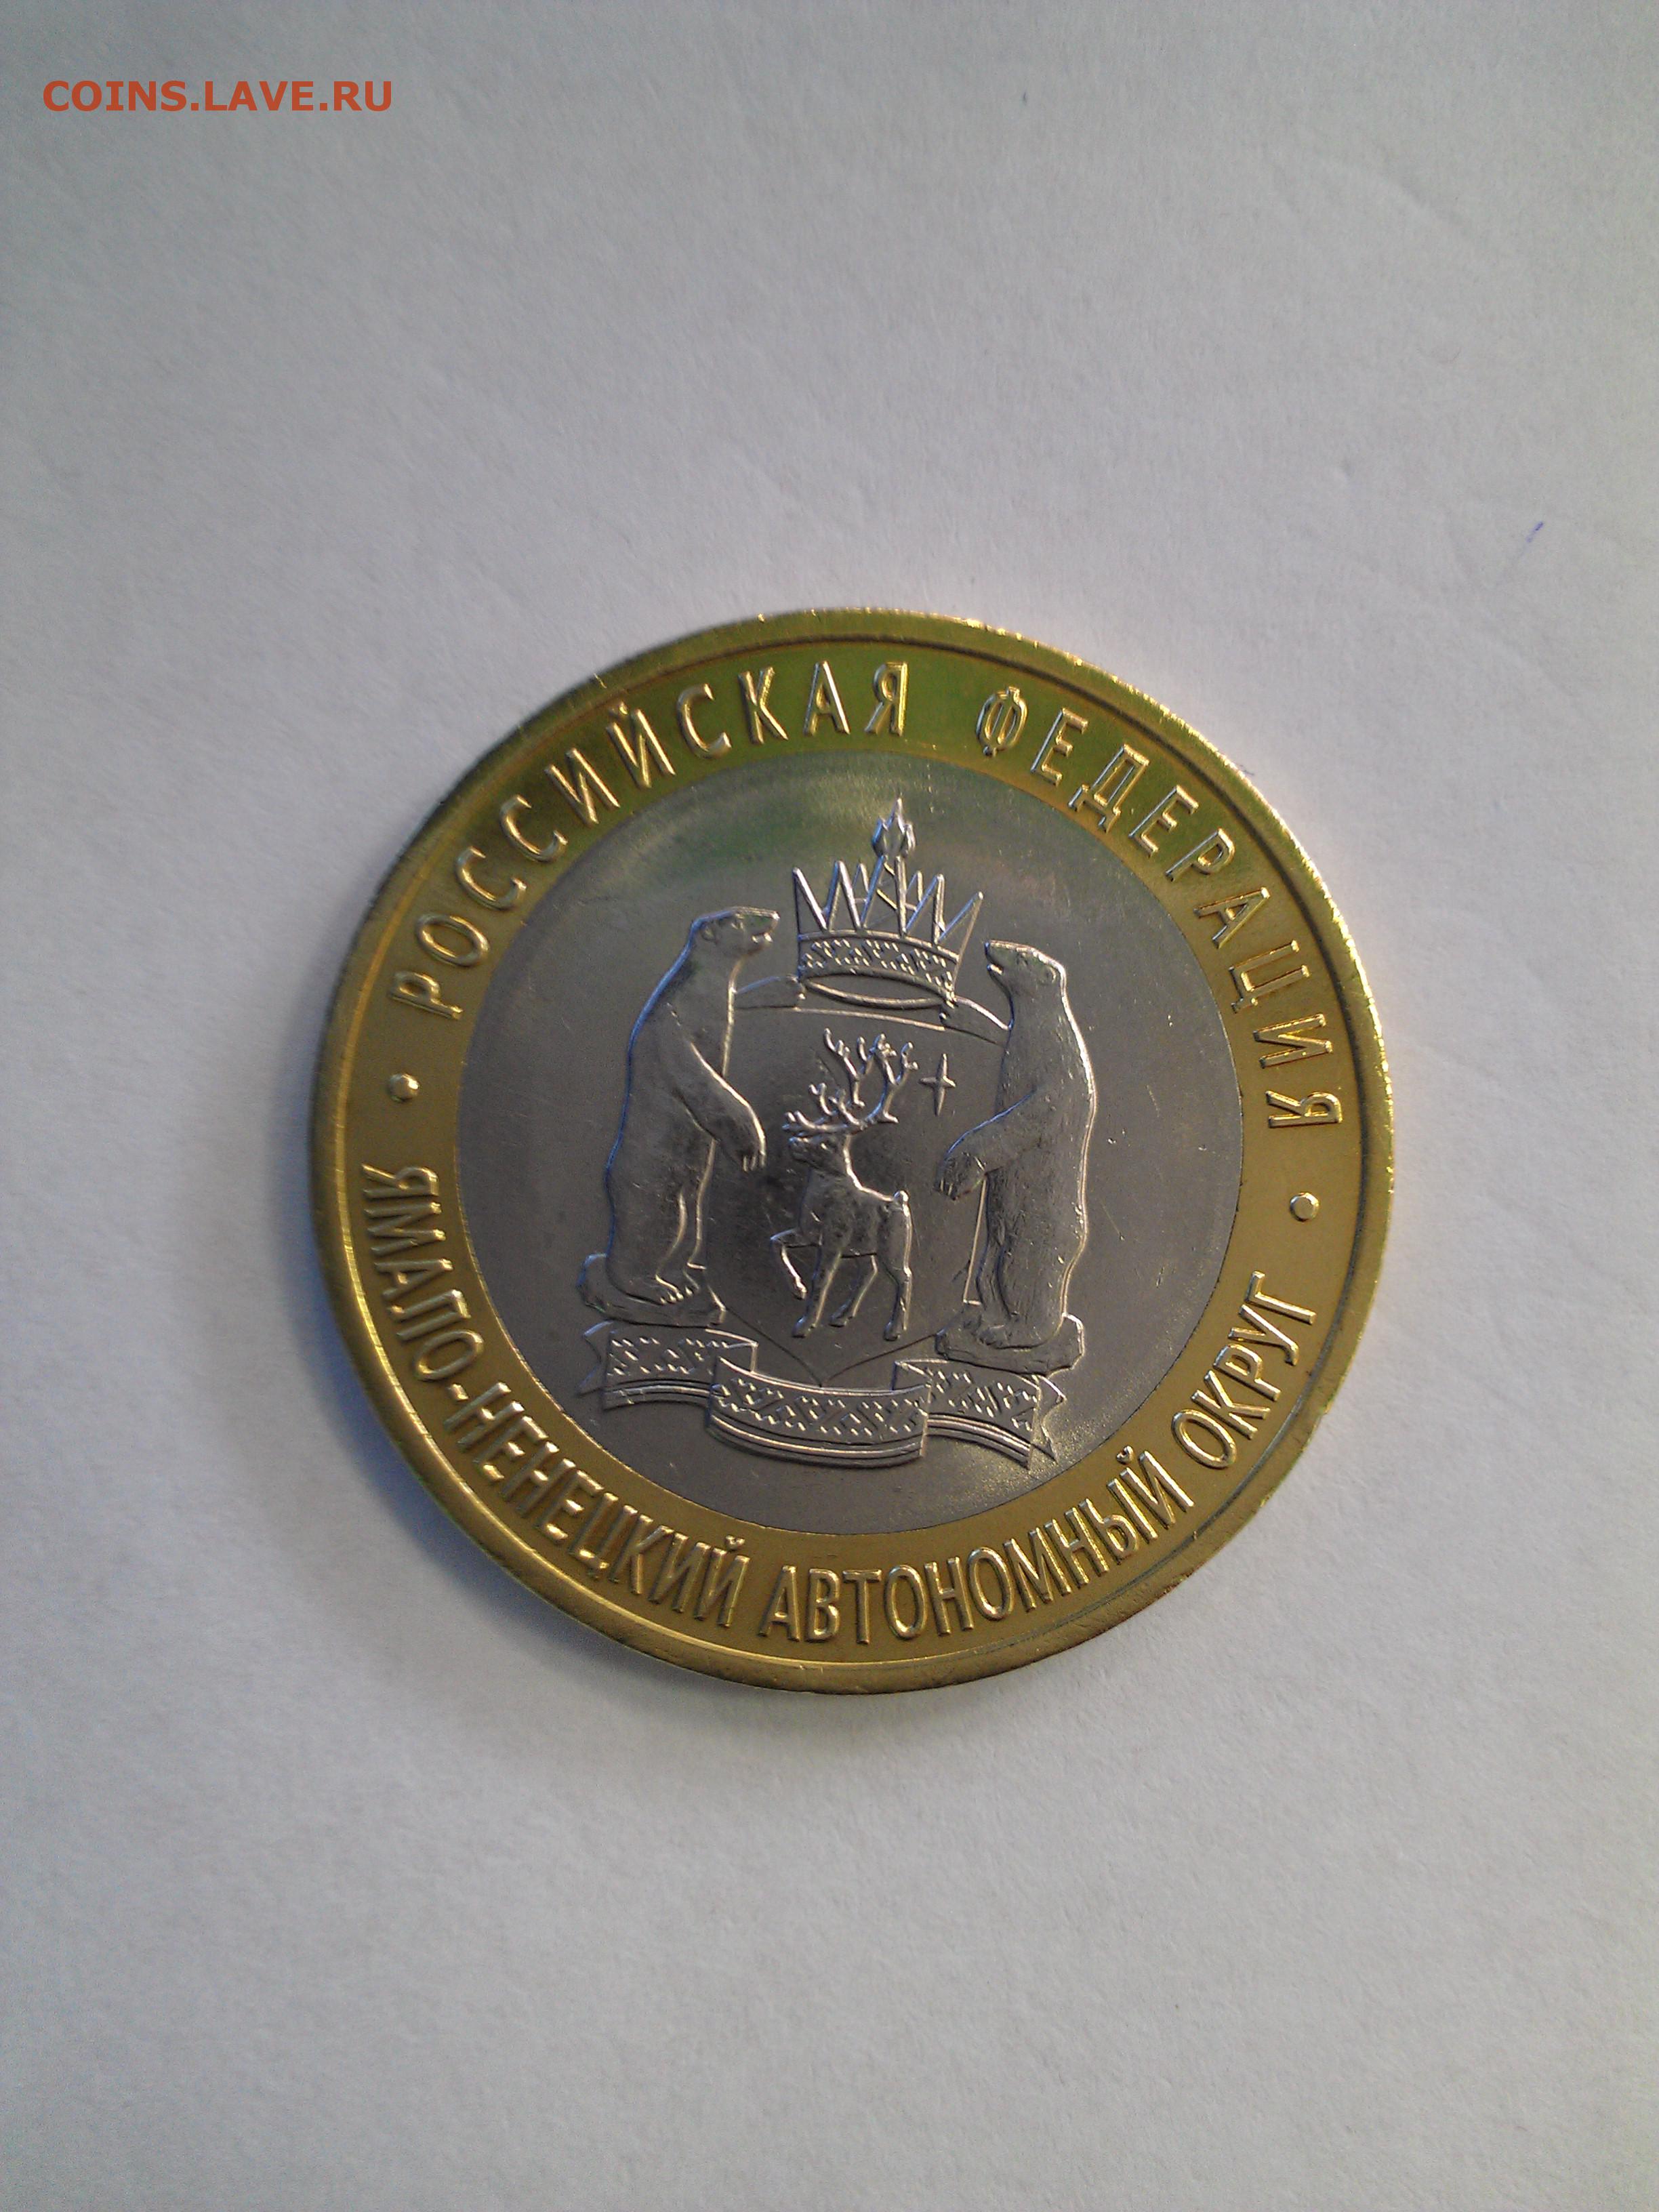 COINS.LAVE.RU
РОССИЙСКАЯ ФЕДЕРАЦИЯ
• ЯМАЛО-НЕНЕЦКИЙ АВТОНОМНЫЙ ОКРУГ •